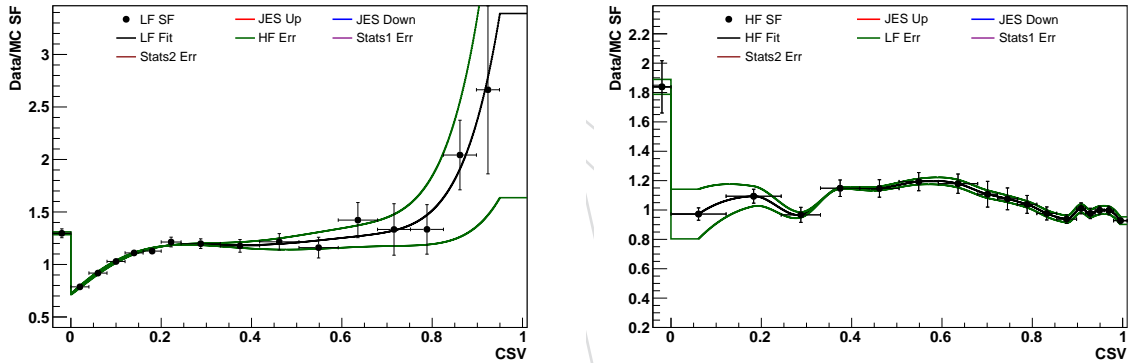 Data/MC SF
LF SF JES Up JES Down
LF Fit HF Err Stats1 Err
Stats2 Err
3.5
3
2.5
2
1.5
1
0.5
0 0.2 0.4 0.6 0.8 1
CSV
Data/MC SF
HF SF JES Up JES Down
HF Fit LF Err Stats1 Err
Stats2 Err
2.2
2
1.8
1.6
1.4
1.2
1.0
0.8
0.6
0.4
0.2
0 0.2 0.4 0.6 0.8 1
CSV